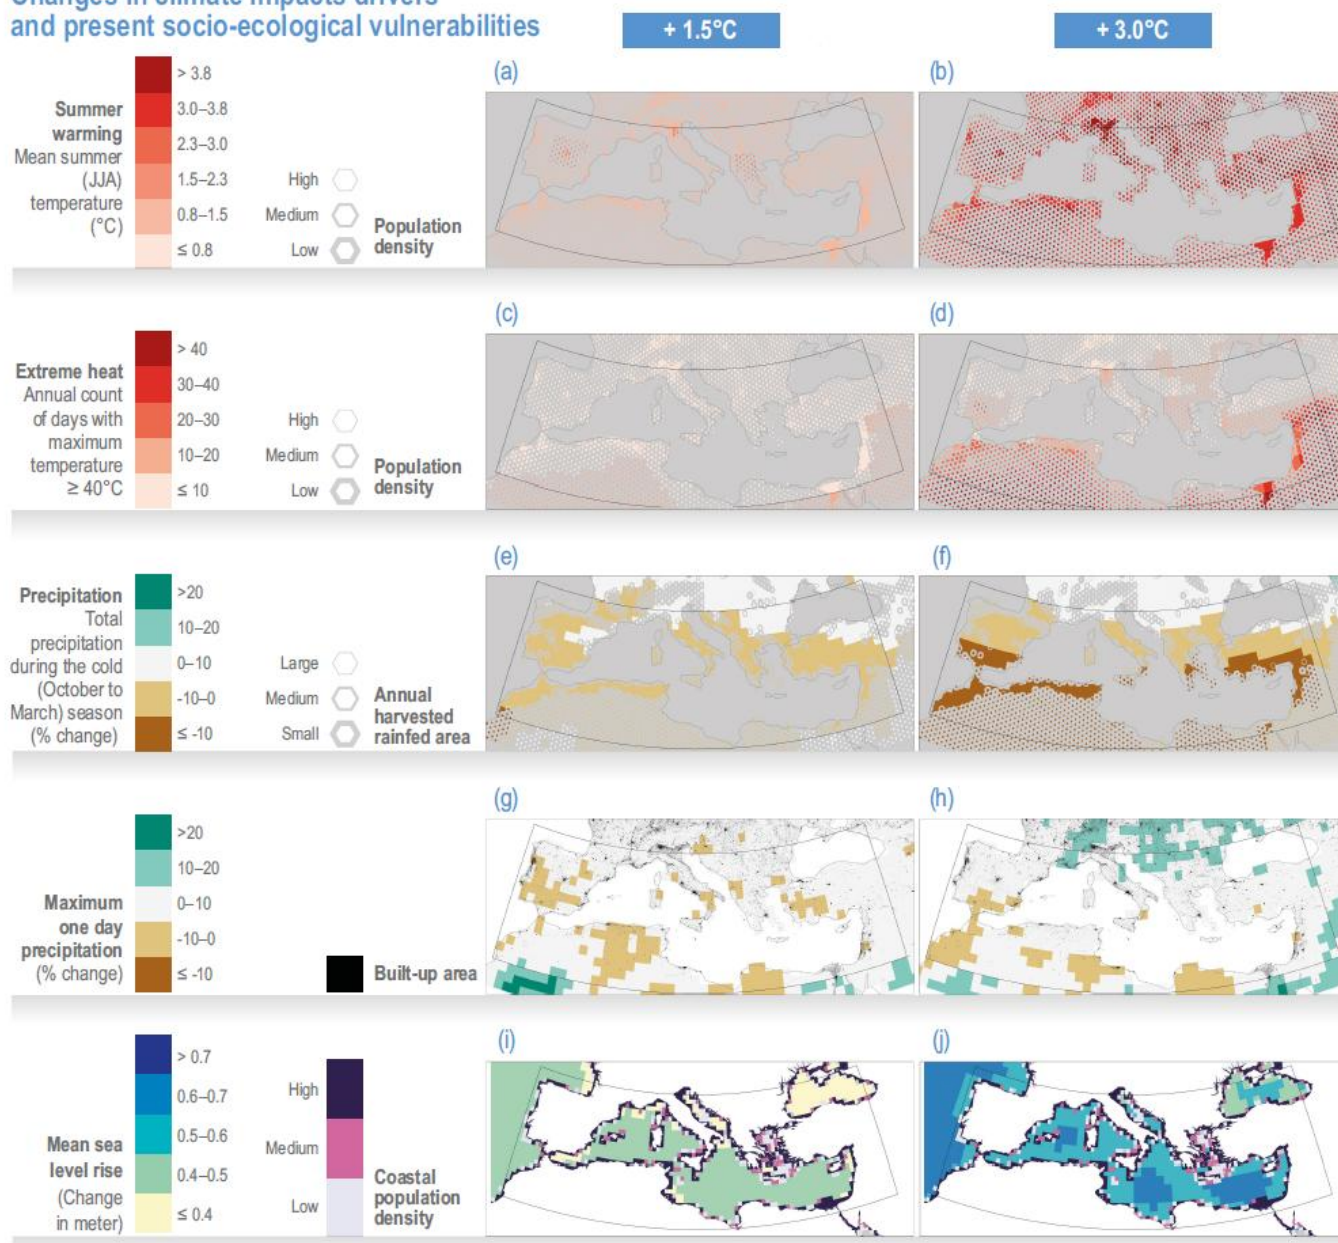 Changes in climate impacts drivers
and present socio-ecological vulnerabilities
+ 1.5°C
+ 3.0°C
(a)
(b)
Summer
warming
Mean summer
(JJA)
temperature
(°C)
> 3.8
3.0–3.8
2.3–3.0
1.5–2.3
0.8–1.5
≤ 0.8
High
Medium
Low
Population
density
(c)
(d)
Extreme heat
Annual count
of days with
maximum
temperature
≥ 40°C
> 40
30–40
20–30
10–20
≤ 10
High
Medium
Low
Population
density
(e)
(f)
Precipitation
Total
precipitation
during the cold
(October to
March) season
(% change)
>20
10–20
0–10
-10–0
≤ -10
Large
Medium
Small
Annual
harvested
rainfed area
(g)
(h)
Maximum
one day
precipitation
(% change)
>20
10–20
0–10
-10–0
≤ -10
Built-up area
(i)
(j)
Mean sea
level rise
(Change
in meter)
> 0.7
0.6–0.7
0.5–0.6
0.4–0.5
≤ 0.4
High
Medium
Low
Coastal
population
density